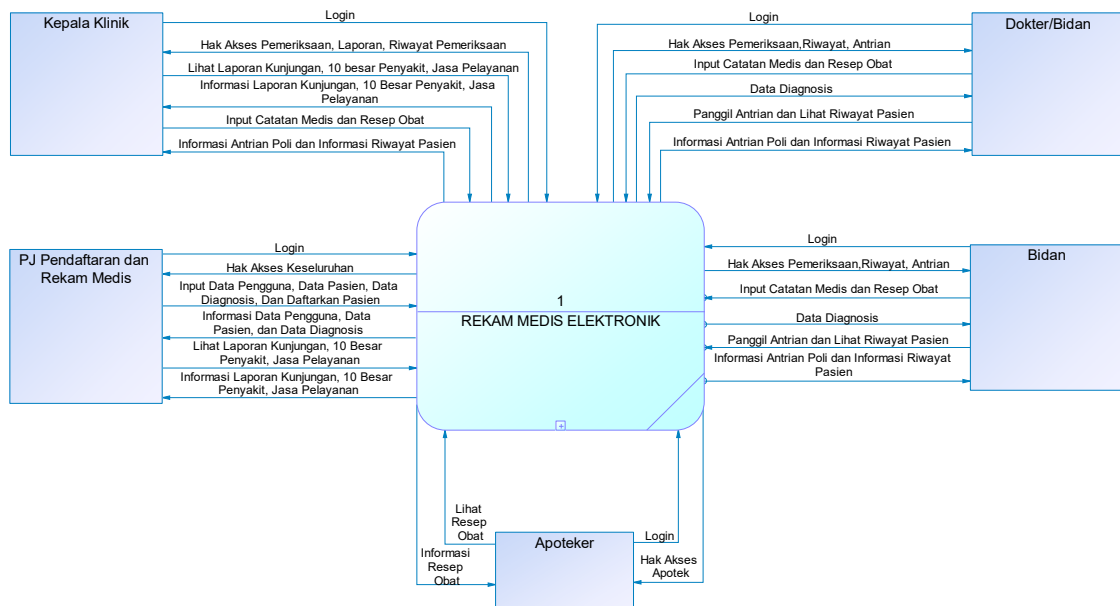 Kepala Klinik
Login
Hak Akses Pemeriksaan, Laporan, Riwayat Pemeriksaan
Lihat Laporan Kunjungan, 10 besar Penyakit, Jasa Pelayanan
Informasi Laporan Kunjungan, 10 Besar Penyakit, Jasa
Pelayanan
Input Catatan Medis dan Resep Obat
Informasi Antrian Poli dan Informasi Riwayat Pasien
Dokter/Bidan
Login
Hak Akses Pemeriksaan,Riwayat, Antrian
Input Catatan Medis dan Resep Obat
Data Diagnosis
Panggil Antrian dan Lihat Riwayat Pasien
Informasi Antrian Poli dan Informasi Riwayat Pasien
PJ Pendaftaran dan
Rekam Medis
Login
Hak Akses Keseluruhan
Input Data Pengguna, Data Pasien, Data
Diagnosis, Dan Daftarkan Pasien
Informasi Data Pengguna, Data
Pasien, dan Data Diagnosis
Lihat Laporan Kunjungan, 10 Besar
Penyakit, Jasa Pelayanan
Informasi Laporan Kunjungan, 10 Besar
Penyakit, Jasa Pelayanan
1
REKAM MEDIS ELEKTRONIK
Bidan
Login
Hak Akses Pemeriksaan,Riwayat, Antrian
Input Catatan Medis dan Resep Obat
Data Diagnosis
Panggil Antrian dan Lihat Riwayat Pasien
Informasi Antrian Poli dan Informasi Riwayat
Pasien
Lihat
Resep
Obat
Informasi
Resep
Obat
Apoteker
Login
Hak Akses
Apotek